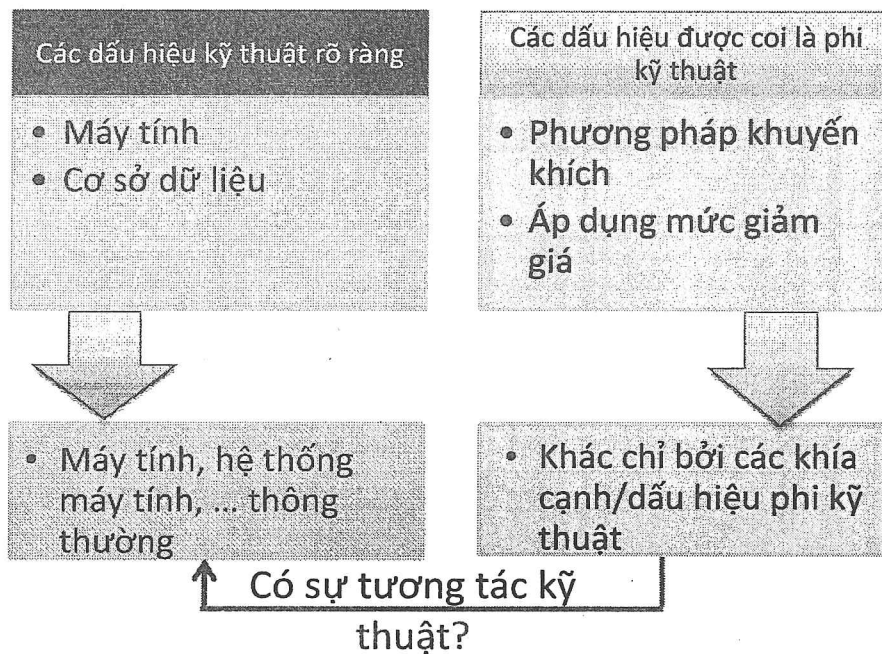 Các dấu hiệu kỹ thuật rõ ràng
• Máy tính
• Cơ sở dữ liệu
Các dấu hiệu được coi là phi
kỹ thuật
• Phương pháp khuyến
khích
• Áp dụng mức giảm
giá
• Máy tính, hệ thống
máy tính, ... thông
thường
• Khác chỉ bởi các khía
cạnh/dấu hiệu phi kỹ
thuật
Có sự tương tác kỹ
thuật?